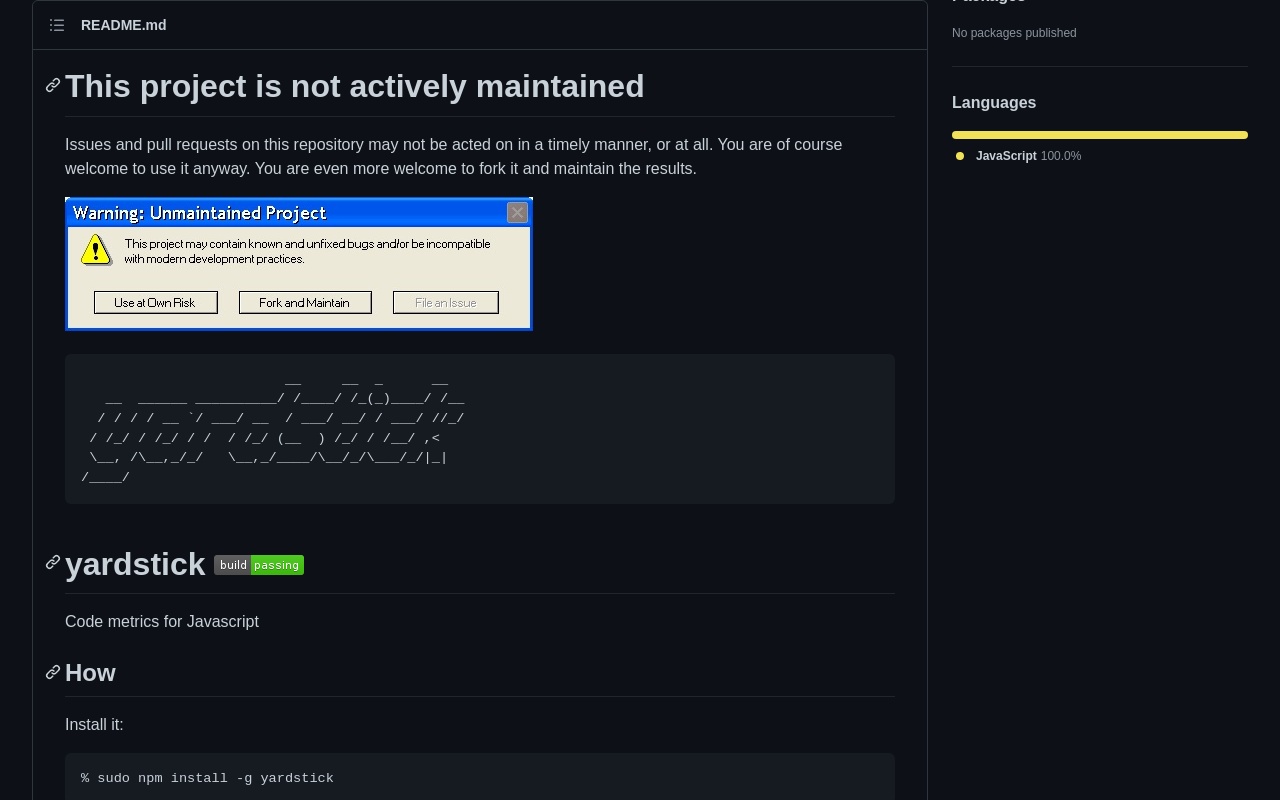 README.md
Packages
No packages published
Languages
JavaScript 100.0%
This project is not actively maintained
Issues and pull requests on this repository may not be acted on in a timely manner, or at all. You are of course
welcome to use it anyway. You are even more welcome to fork it and maintain the results.
Warning: Unmaintained Project
This project may contain known and unfixed bugs and/or be incompatible
with modern development practices.
Use at Own Risk
Fork and Maintain
File an Issue
                         __     __  _      __
   __  ______ __________/ /____/ /_(_)____/ /__
  / / / / __ `/ ___/ __  / ___/ __/ / ___/ //_/
 / /_/ / /_/ / /  / /_/ (__  ) /_/ / /__/ ,<
 \__, /\__,_/_/   \__,_/____/\__/_/\___/_/|_|
/____/
yardstick build passing
Code metrics for Javascript
How
Install it:
% sudo npm install -g yardstick